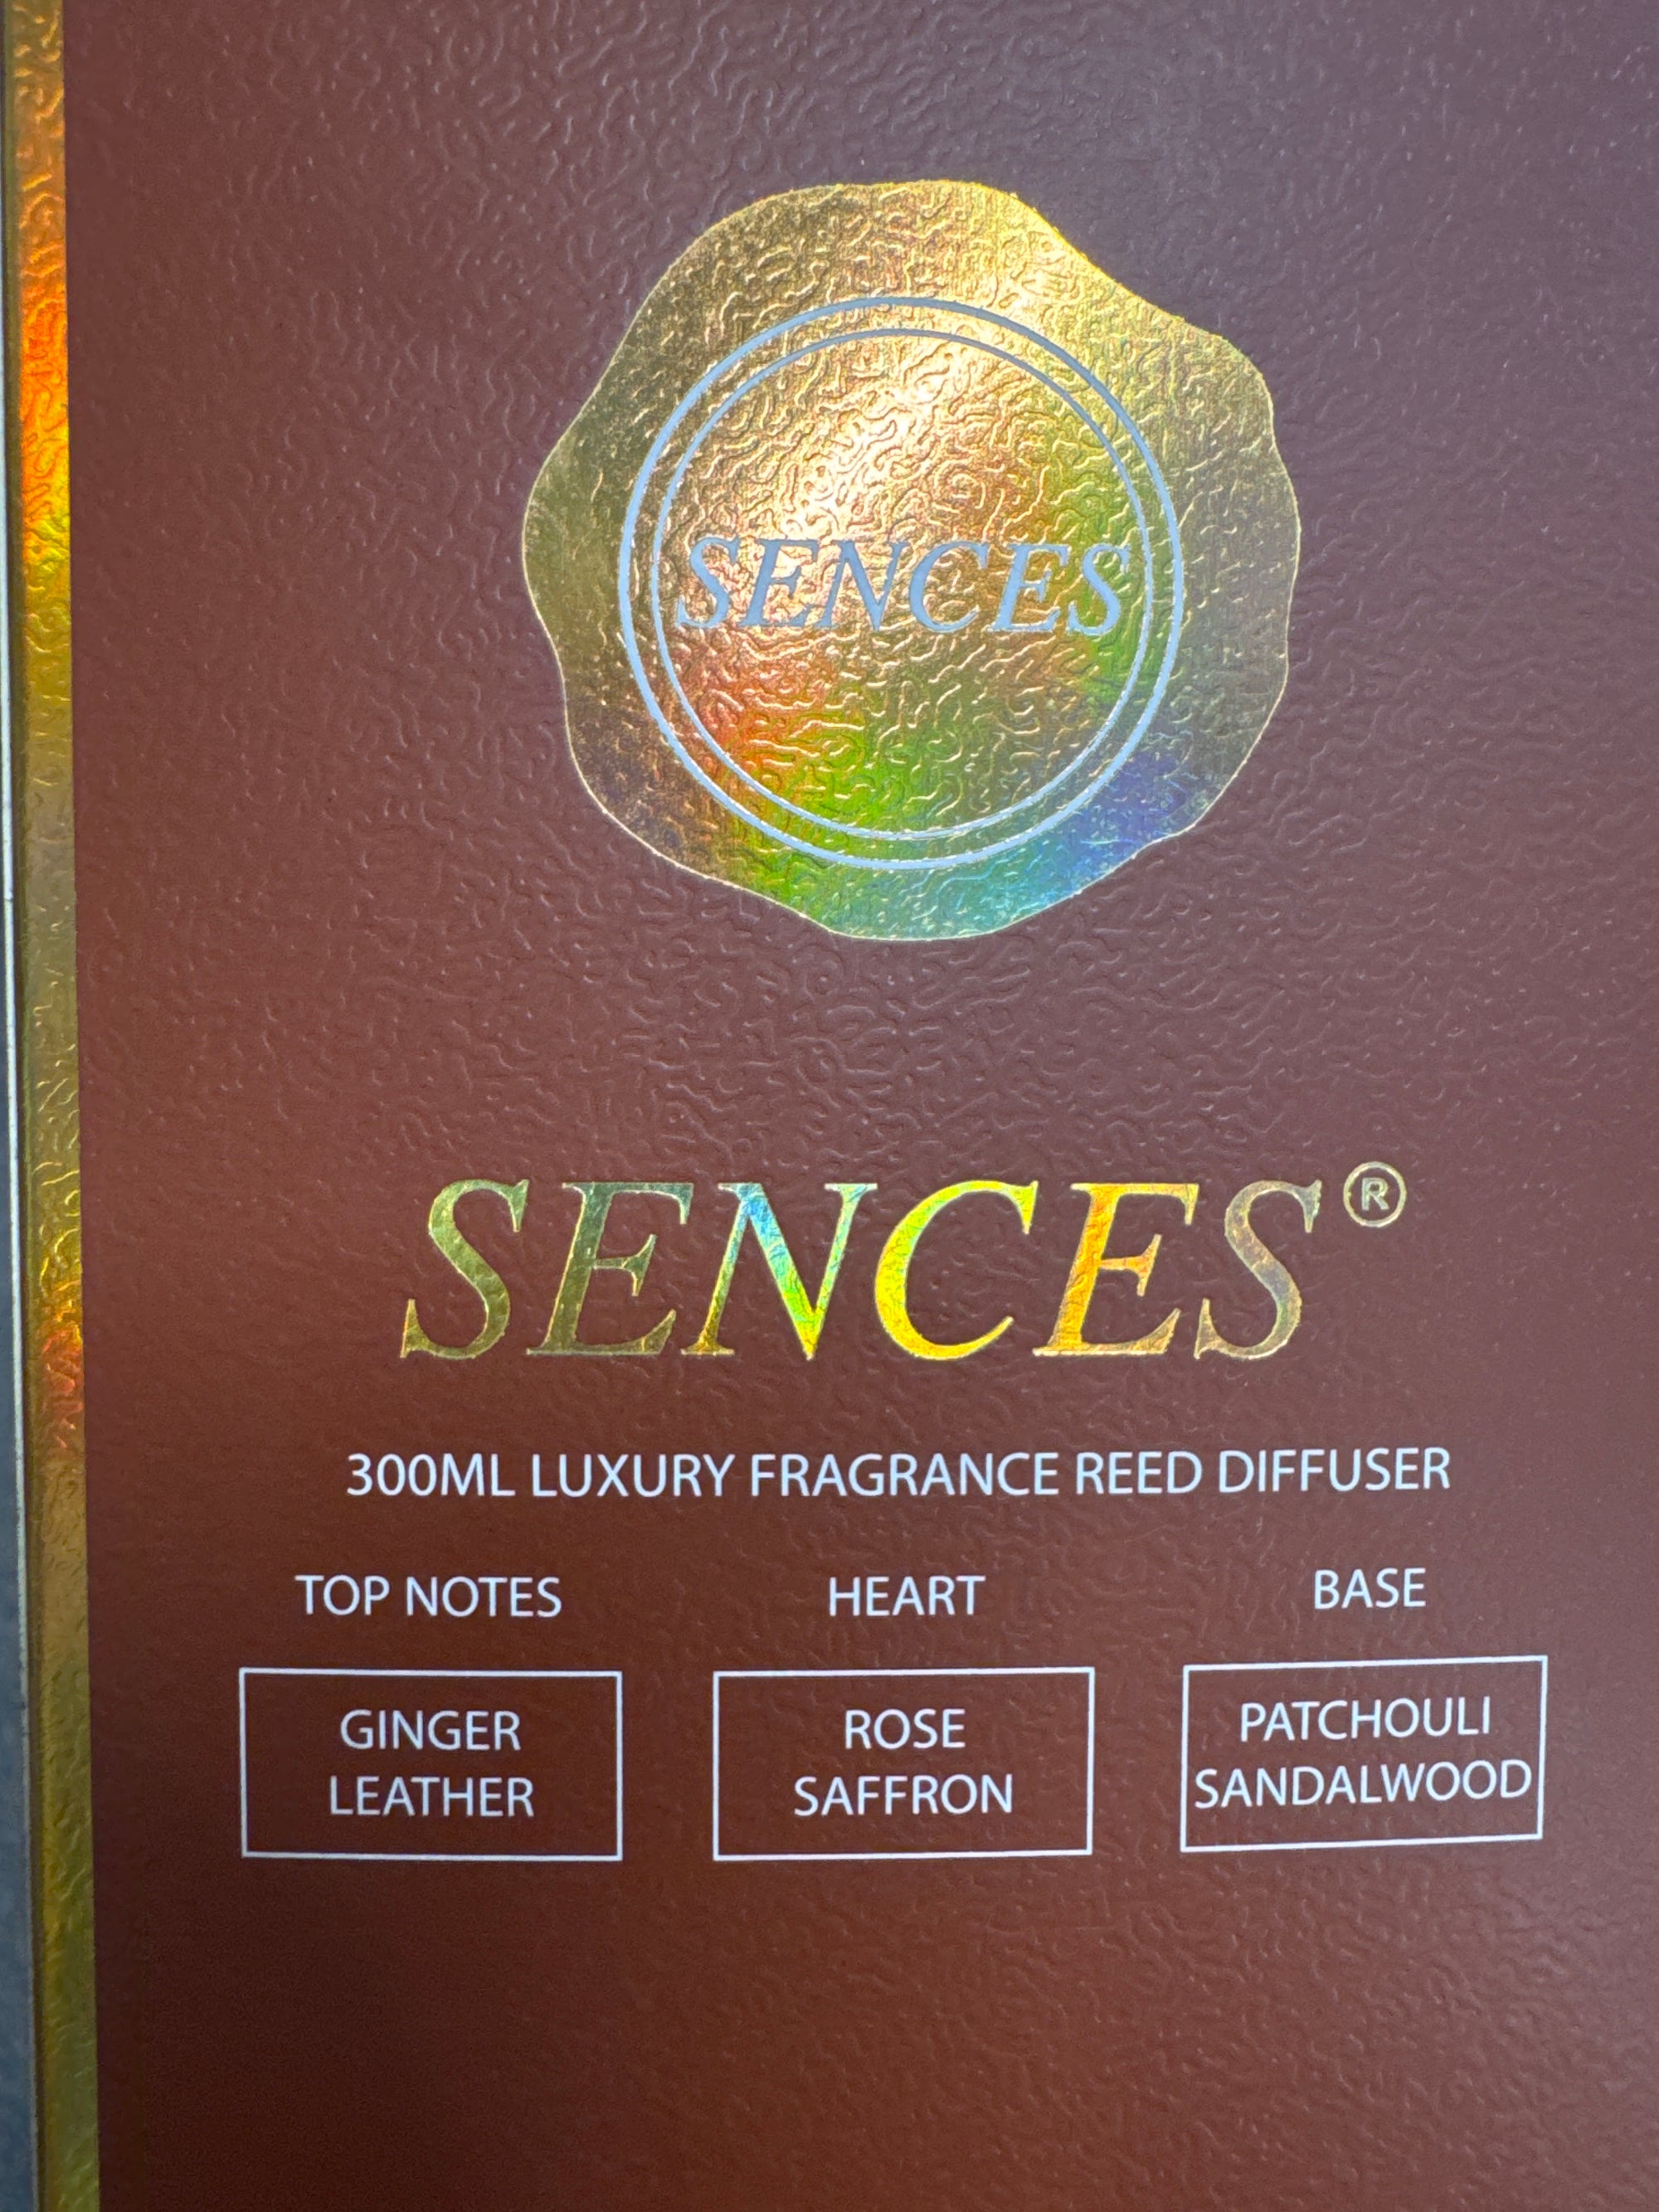 SENCES
SENCES®
300ML LUXURY FRAGRANCE REED DIFFUSER
TOP NOTES
GINGER
LEATHER
HEART
ROSE
SAFFRON
BASE
PATCHOULI
SANDALWOOD